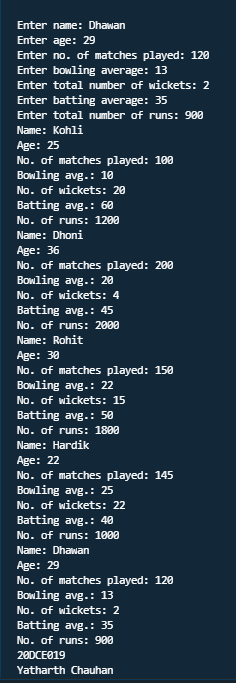 Enter name: Dhawan
Enter age: 29
Enter no. of matches played: 120
Enter bowling average: 13
Enter total number of wickets: 2
Enter batting average: 35
Enter total number of runs: 900
Name: Kohli
Age: 25
No. of matches played: 100
Bowling avg.: 10
No. of wickets: 20
Batting avg.: 60
No. of runs: 1200
Name: Dhoni
Age: 36
No. of matches played: 200
Bowling avg.: 20
No. of wickets: 4
Batting avg.: 45
No. of runs: 2000
Name: Rohit
Age: 30
No. of matches played: 150
Bowling avg.: 22
No. of wickets: 15
Batting avg.: 50
No. of runs: 1800
Name: Hardik
Age: 22
No. of matches played: 145
Bowling avg.: 25
No. of wickets: 22
Batting avg.: 40
No. of runs: 1000
Name: Dhawan
Age: 29
No. of matches played: 120
Bowling avg.: 13
No. of wickets: 2
Batting avg.: 35
No. of runs: 900
20DCE019
Yatharth Chauhan